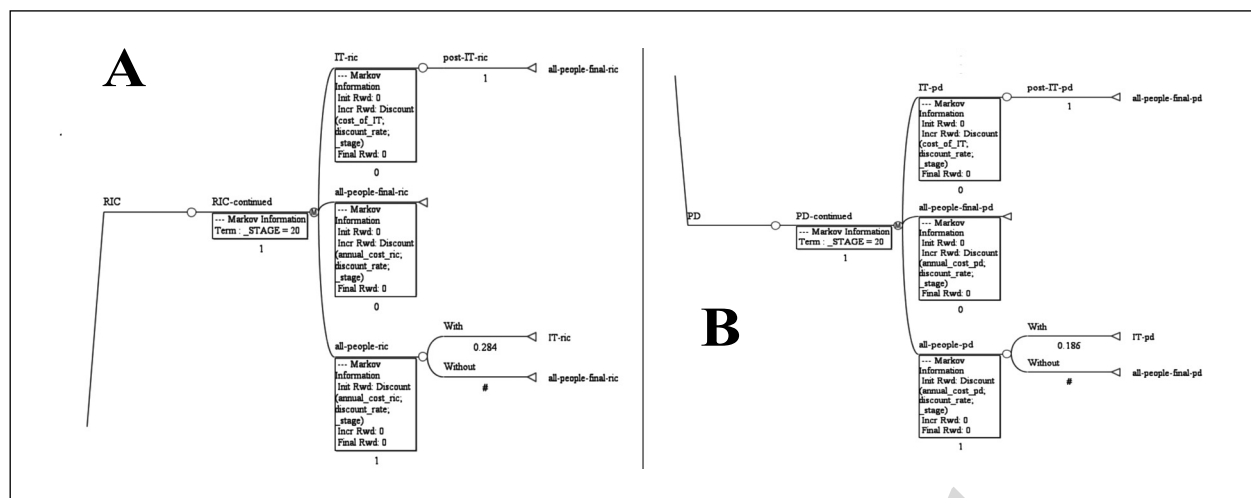 A
IT-ric
post-IT-ric
--- Markov
Information
Init Rwd: 0
Incr Rwd: Discount
(cost_of_IT;
discount_rate;
_stage)
Final Rwd: 0
1
all-people-final-ric
0
RIC
RIC-continued
--- Markov Information
Term : _STAGE = 20
1
all-people-final-ric
--- Markov
Information
Init Rwd: 0
Incr Rwd: Discount
(annual_cost_ric;
discount_rate;
_stage)
Final Rwd: 0
0
all-people-ric
--- Markov
Information
Init Rwd: Discount
(annual_cost_ric;
discount_rate;
_stage)
Incr Rwd: 0
Final Rwd: 0
1
With
0.284
IT-ric
Without
#
all-people-final-ric
B
IT-pd
post-IT-pd
--- Markov
Information
Init Rwd: 0
Incr Rwd: Discount
(cost_of_IT;
discount_rate;
_stage)
Final Rwd: 0
1
all-people-final-pd
0
PD
PD-continued
--- Markov Information
Term : _STAGE = 20
1
all-people-final-pd
--- Markov
Information
Init Rwd: 0
Incr Rwd: Discount
(annual_cost_pd;
discount_rate;
_stage)
Final Rwd: 0
0
all-people-pd
--- Markov
Information
Init Rwd: Discount
(annual_cost_pd;
discount_rate;
_stage)
Incr Rwd: 0
Final Rwd: 0
1
With
0.186
IT-pd
Without
#
all-people-final-pd